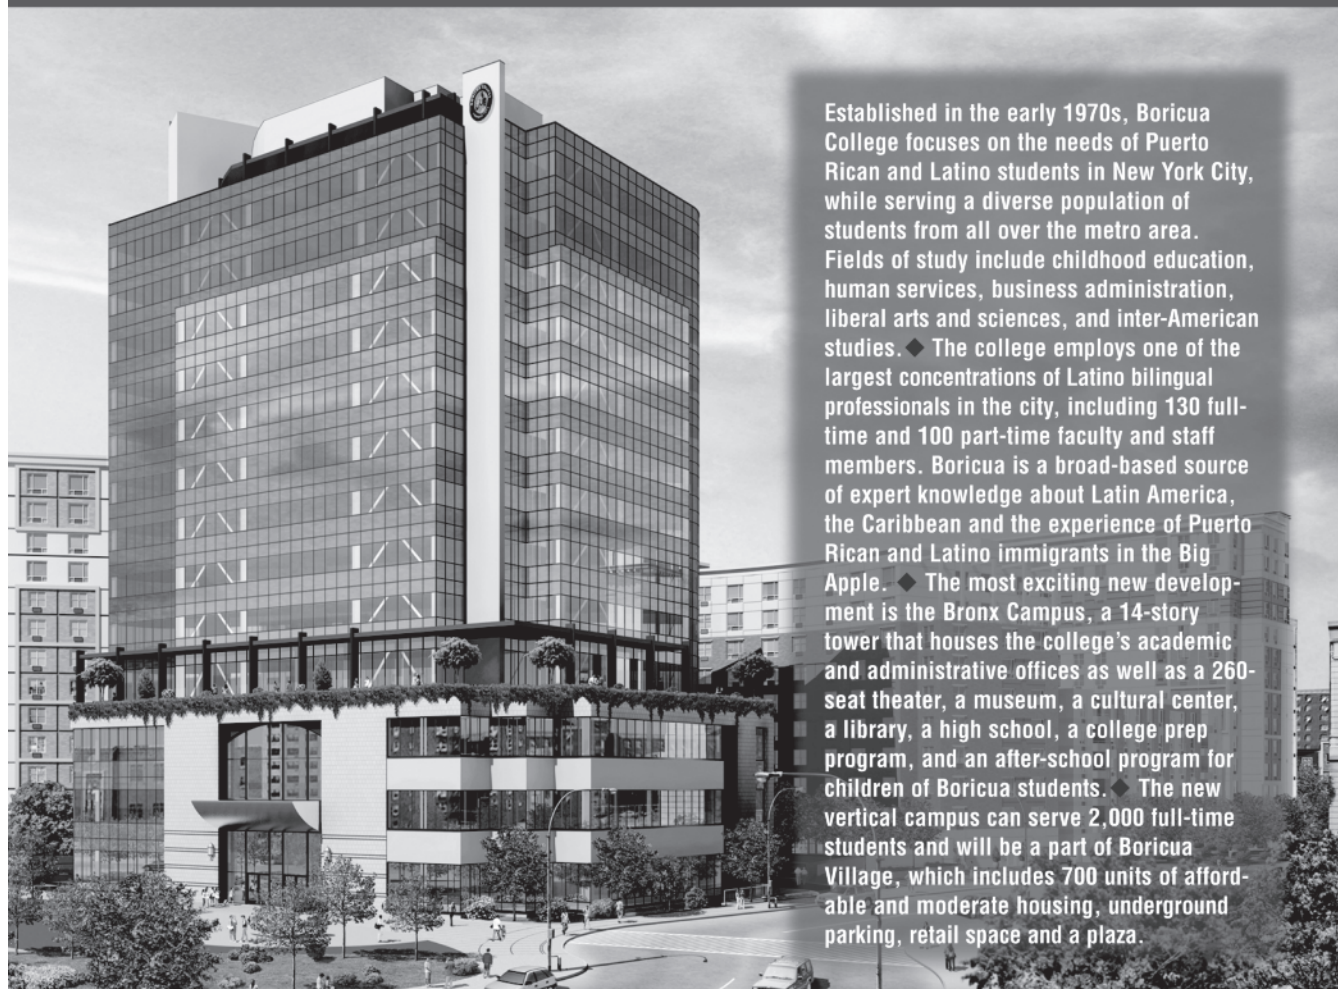 Established in the early 1970s, Boricua
College focuses on the needs of Puerto
Rican and Latino students in New York City,
while serving a diverse population of
students from all over the metro area.
Fields of study include childhood education,
human services, business administration,
liberal arts and sciences, and inter-American
studies. ◆ The college employs one of the
largest concentrations of Latino bilingual
professionals in the city, including 130 full-
time and 100 part-time faculty and staff
members. Boricua is a broad-based source
of expert knowledge about Latin America,
the Caribbean and the experience of Puerto
Rican and Latino immigrants in the Big
Apple. ◆ The most exciting new develop-
ment is the Bronx Campus, a 14-story
tower that houses the college's academic
and administrative offices as well as a 260-
seat theater, a museum, a cultural center,
a library, a high school, a college prep
program, and an after-school program for
children of Boricua students. ◆ The new
vertical campus can serve 2,000 full-time
students and will be a part of Boricua
Village, which includes 700 units of afford-
able and moderate housing, underground
parking, retail space and a plaza.